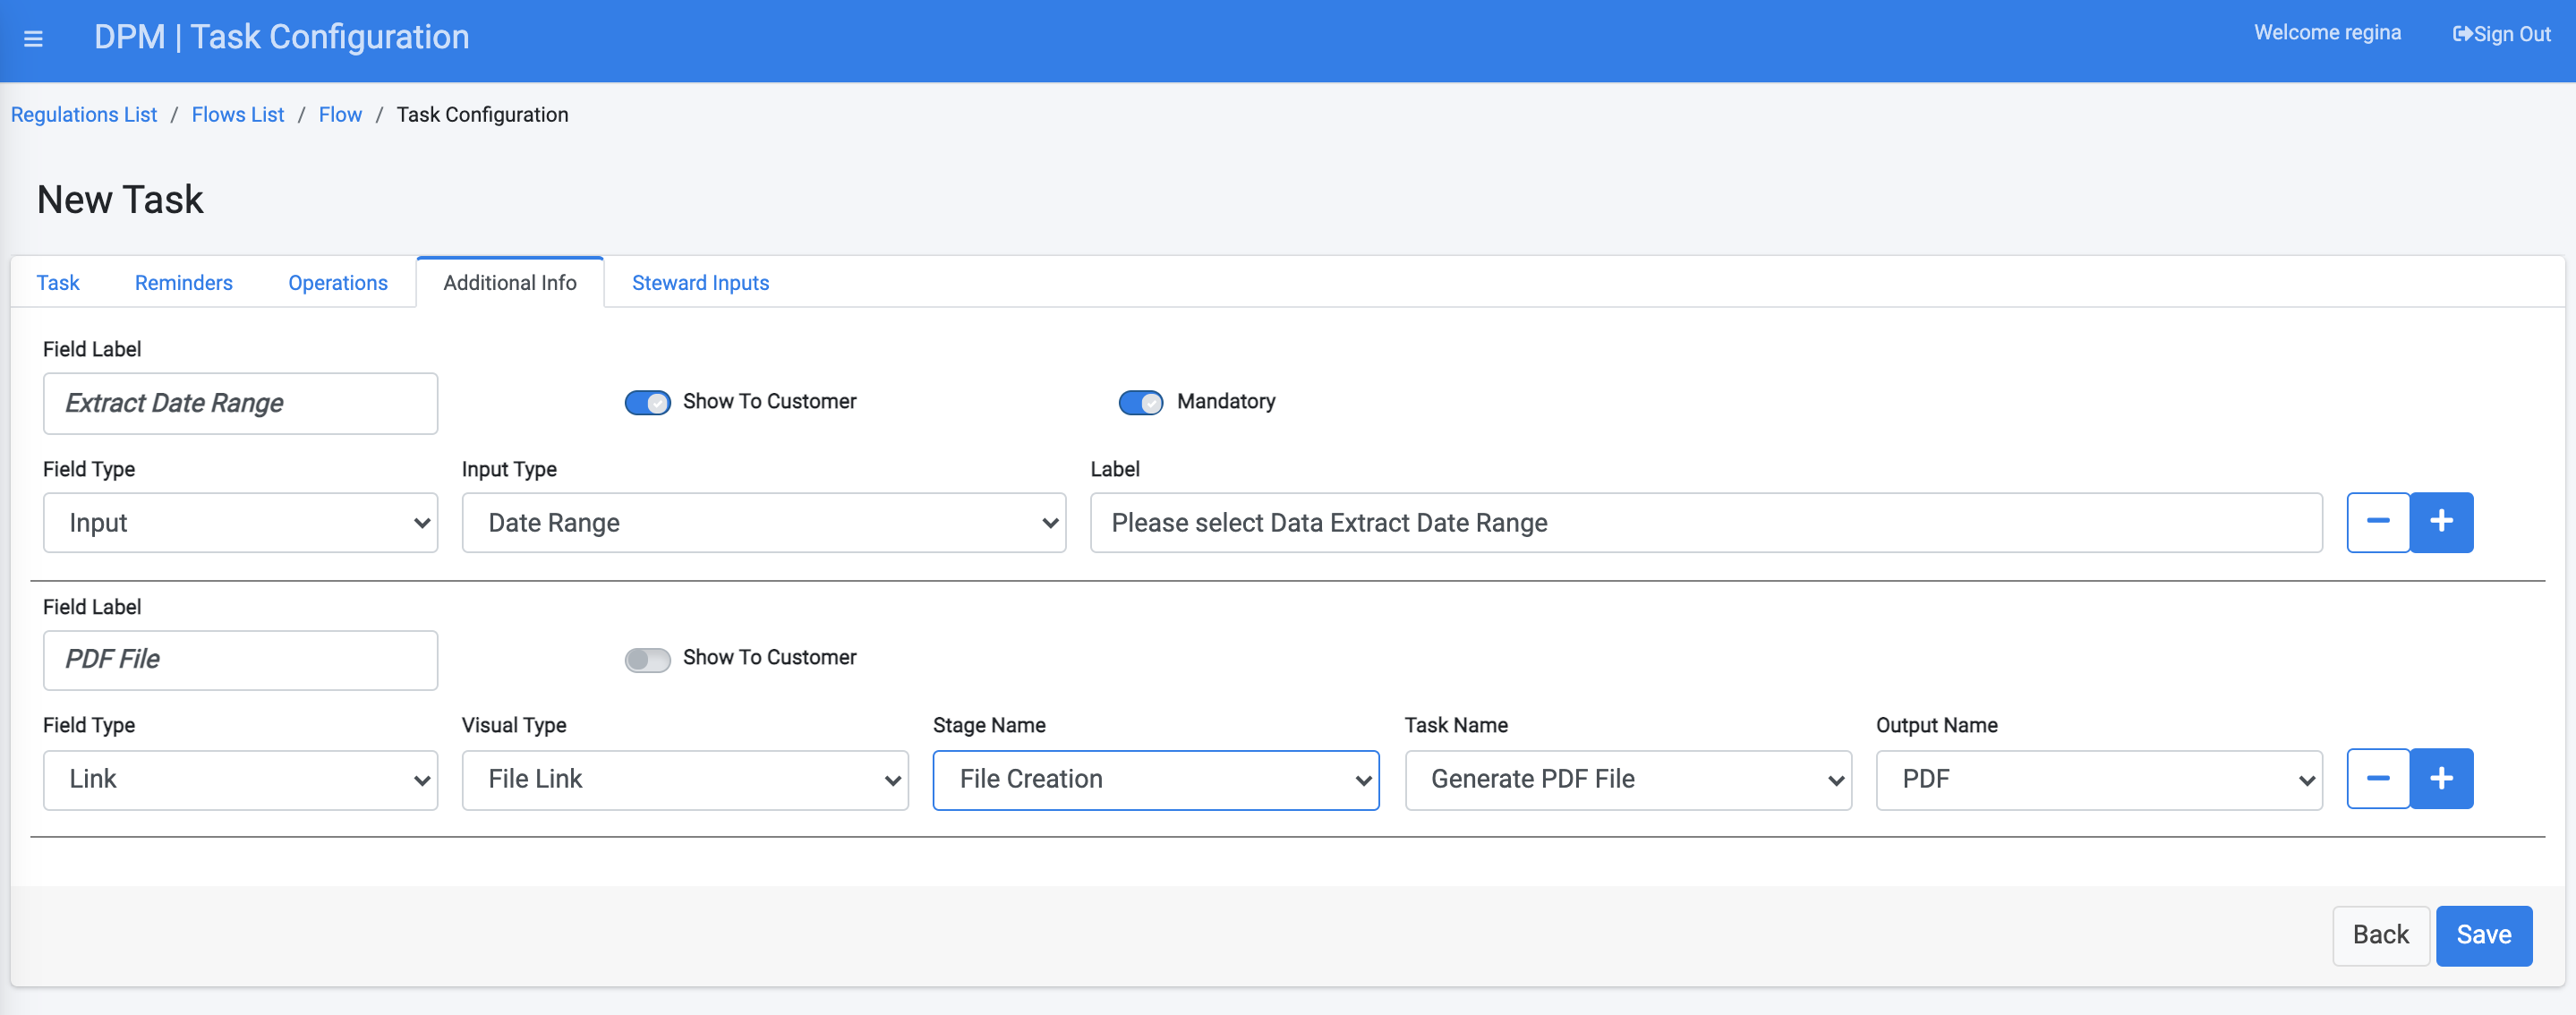 DPM | Task Configuration
Welcome regina
Sign Out
Regulations List / Flows List / Flow / Task Configuration
New Task
Task
Reminders
Operations
Additional Info
Steward Inputs
Field Label
Extract Date Range
Show To Customer
Mandatory
Field Type
Input Type
Label
Input
Date Range
Please select Data Extract Date Range
Field Label
PDF File
Show To Customer
Field Type
Visual Type
Stage Name
Task Name
Output Name
Link
File Link
File Creation
Generate PDF File
PDF
Back
Save